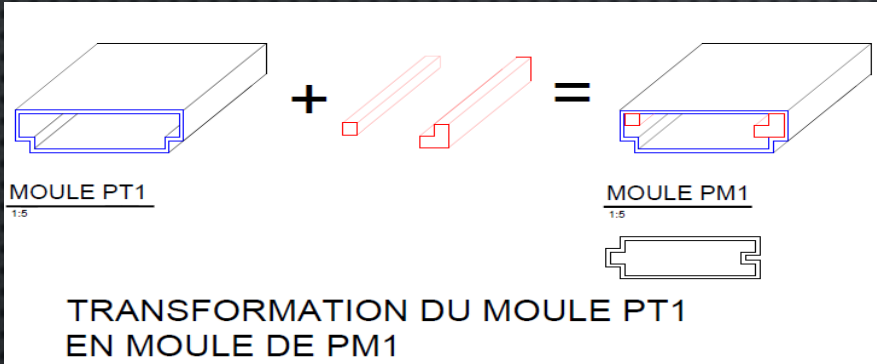 +
=
MOULE PT1
1:5
MOULE PM1
1:5
TRANSFORMATION DU MOULE PT1
EN MOULE DE PM1